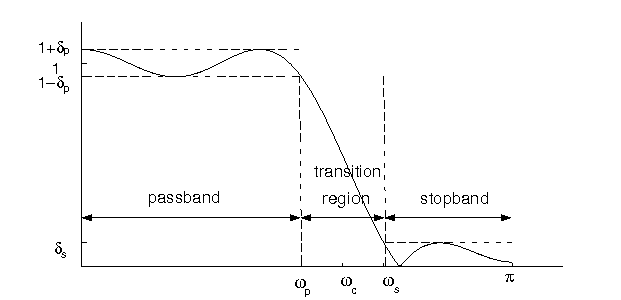 1+δp
1
1−δp
transition
passband
region
stopband
δs
ωp
ωc
ωs
π